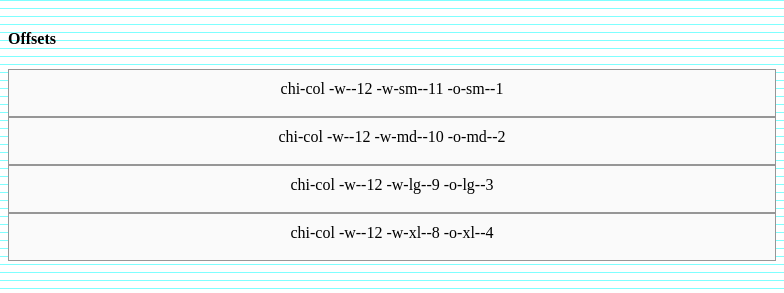 Offsets
chi-col -w--12 -w-sm--11 -o-sm--1
chi-col -w--12 -w-md--10 -o-md--2
chi-col -w--12 -w-lg--9 -o-lg--3
chi-col -w--12 -w-xl--8 -o-xl--4